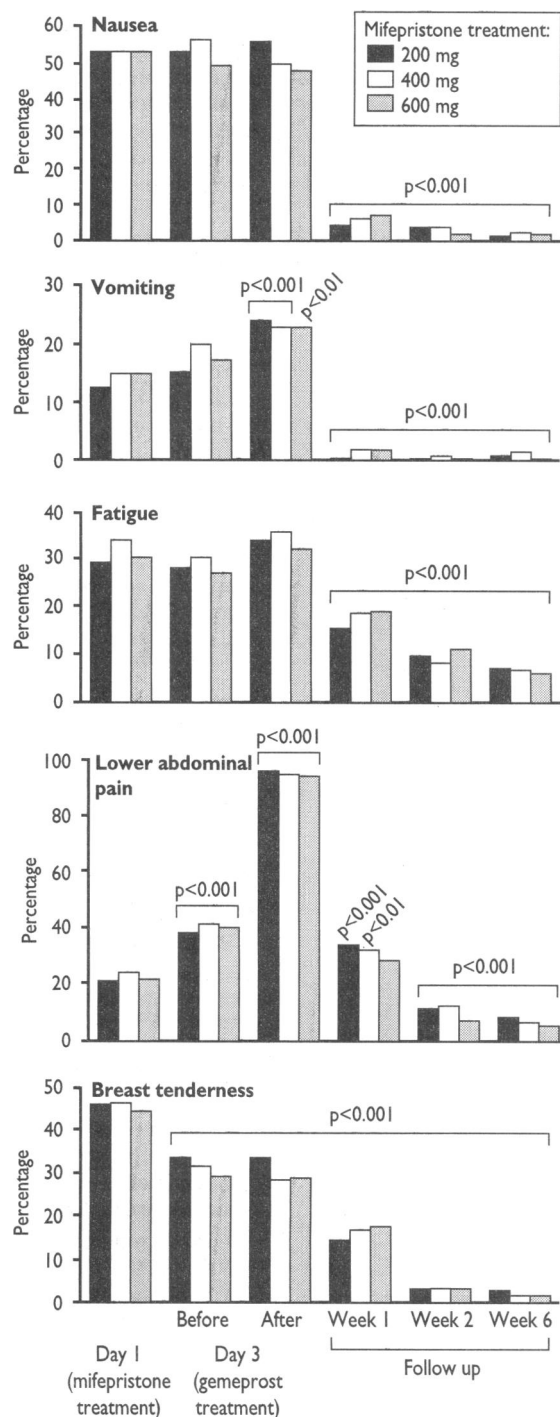 Nausea
Mifepristone treatment:
200 mg
400 mg
600 mg
Percentage
60
50
40
30
20
10
0
p<0.001
Vomiting
Percentage
30
20
10
0
p<0.001
p<0.01
p<0.001
Fatigue
Percentage
40
30
20
10
0
p<0.001
Lower abdominal
pain
Percentage
100
80
60
40
20
0
p<0.001
p<0.001
p<0.001
p<0.01
p<0.001
Breast tenderness
Percentage
50
40
30
20
10
0
p<0.001
Before After Week 1 Week 2 Week 6
Day 1 Day 3 Follow up
(mifepristone (gemeprost
treatment) treatment)